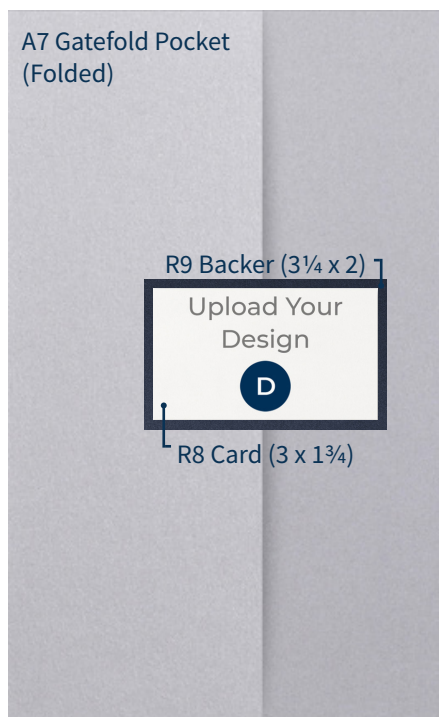 A7 Gatefold Pocket
(Folded)
R9 Backer (3¼ x 2)
Upload Your
Design
D
R8 Card (3 x 1¾)